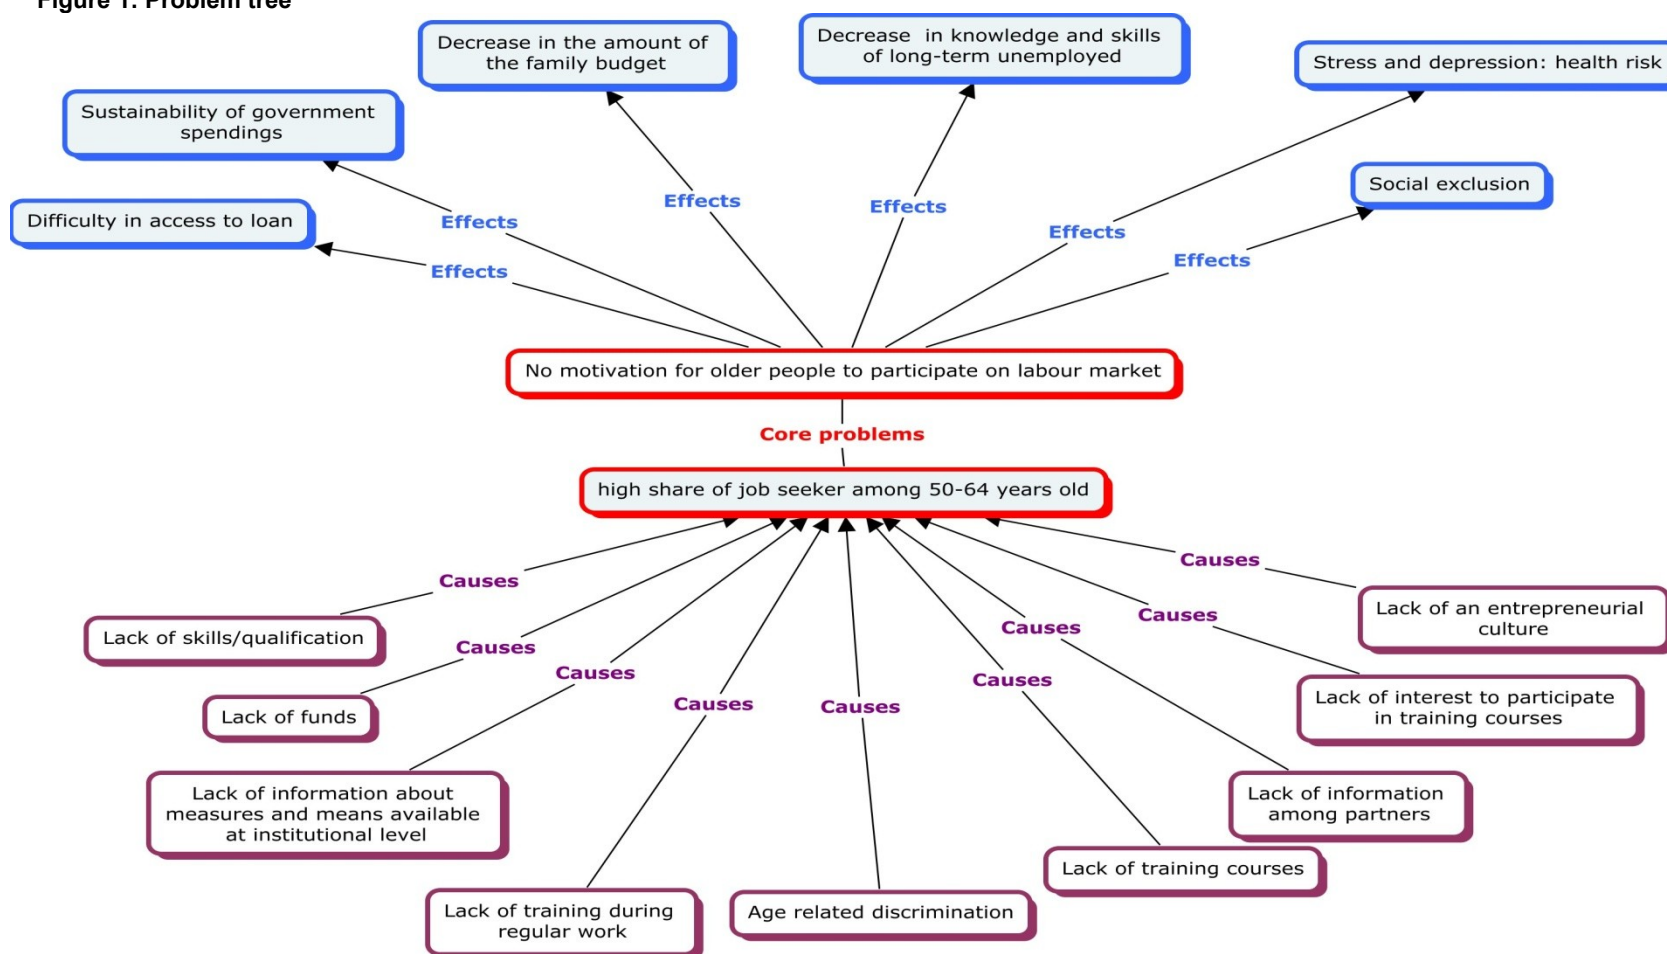 Figure 1: Problem tree
Decrease in the amount of
the family budget
Decrease in knowledge and skills
of long-term unemployed
Stress and depression: health risk
Sustainability of government
spendings
Social exclusion
Difficulty in access to loan
Effects
Effects
Effects
Effects
Effects
Effects
No motivation for older people to participate on labour market
Core problems
high share of job seeker among 50-64 years old
Causes
Causes
Causes
Causes
Causes
Causes
Causes
Causes
Causes
Lack of skills/qualification
Lack of an entrepreneurial
culture
Lack of funds
Lack of interest to participate
in training courses
Lack of information about
measures and means available
at institutional level
Lack of information
among partners
Lack of training courses
Lack of training during
regular work
Age related discrimination